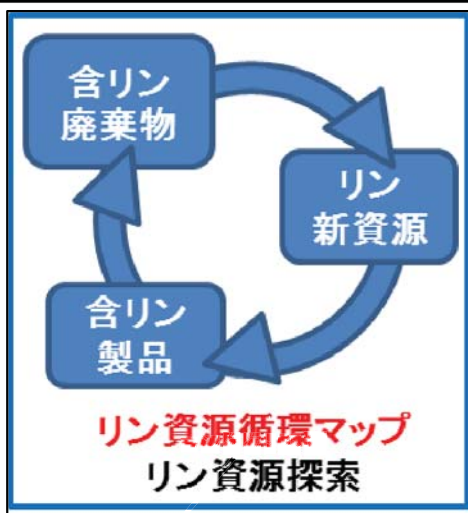 含リン
廃棄物
リン
新資源
含リン
製品
リン資源循環マップ
リン資源探索